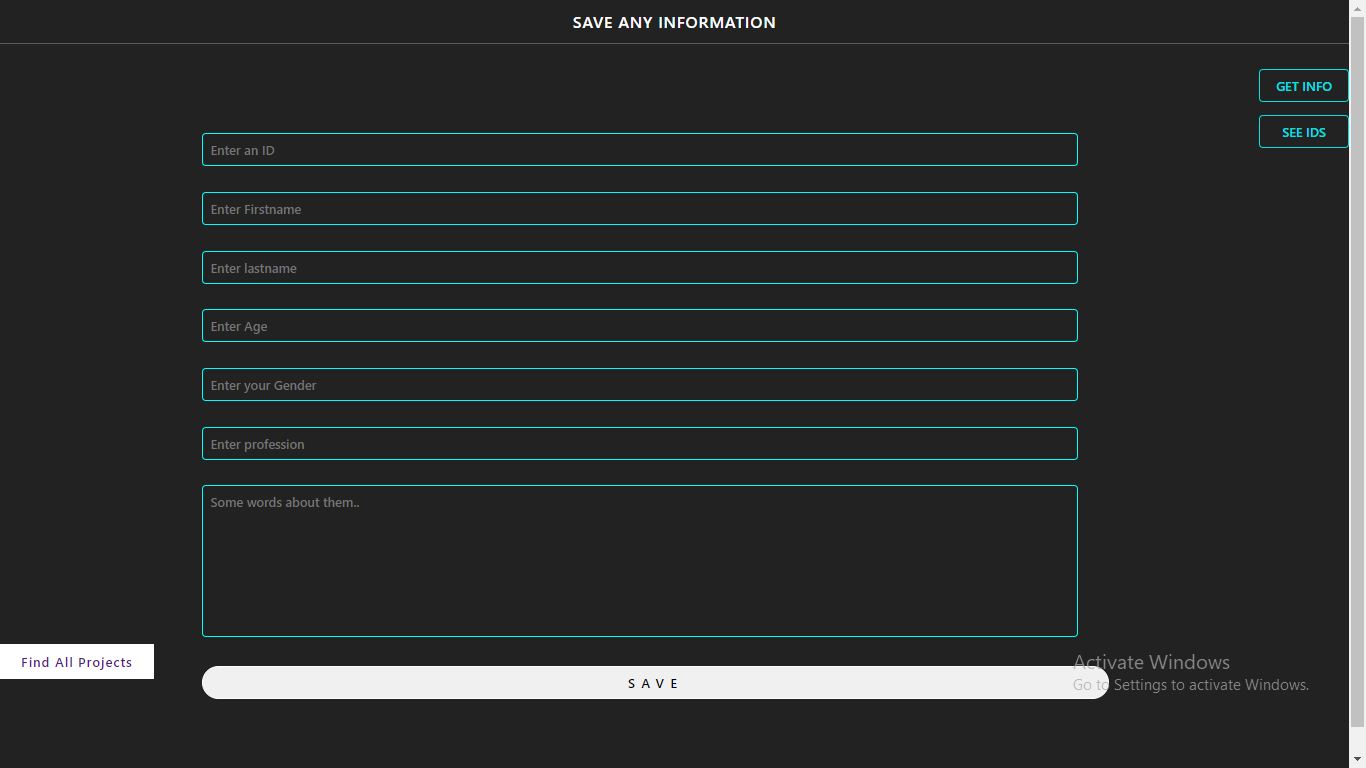 SAVE ANY INFORMATION
GET INFO
SEE IDS
Enter an ID
Enter Firstname
Enter lastname
Enter Age
Enter your Gender
Enter profession
Some words about them..
Find All Projects
SAVE
Activate Windows
Go to Settings to activate Windows.